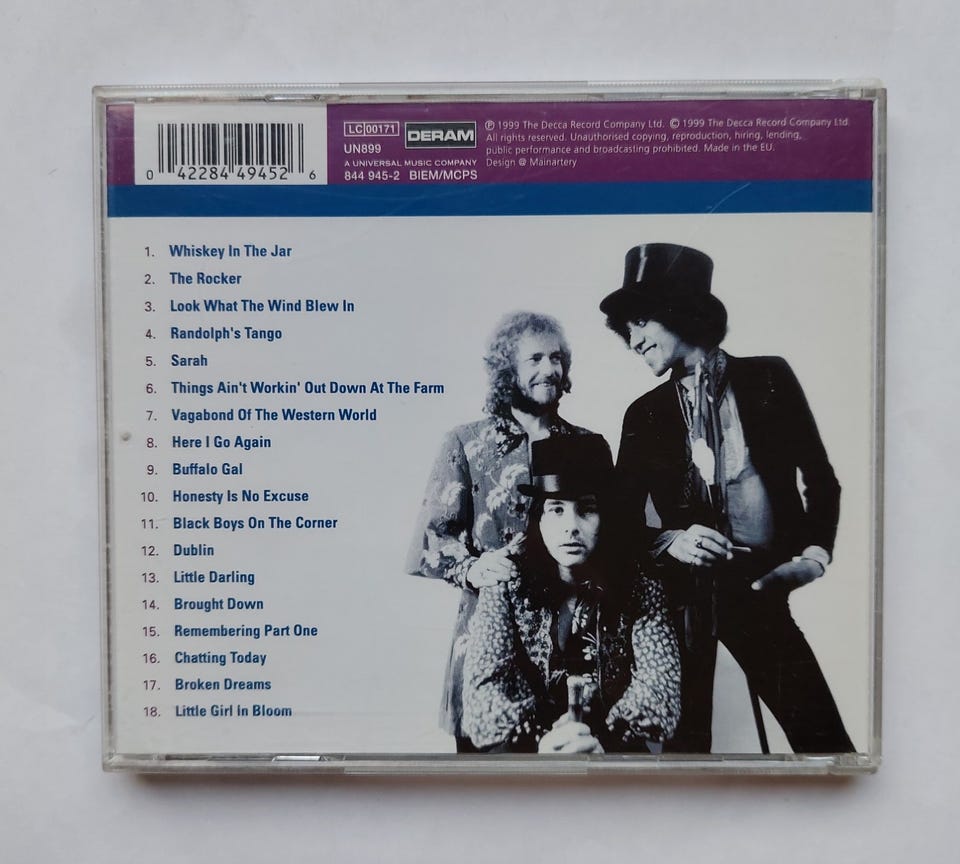 0 42284 49452 6
LC 00171
DERAM
UN899
A UNIVERSAL MUSIC COMPANY
844 945-2 BIEM/MCPS
℗ 1999 The Decca Record Company Ltd. © 1999 The Decca Record Company Ltd.
All rights reserved. Unauthorised copying, reproduction, hiring, lending,
public performance and broadcasting prohibited. Made in the EU.
Design @ Mainartery
1. Whiskey In The Jar
2. The Rocker
3. Look What The Wind Blew In
4. Randolph's Tango
5. Sarah
6. Things Ain't Workin' Out Down At The Farm
7. Vagabond Of The Western World
8. Here I Go Again
9. Buffalo Gal
10. Honesty Is No Excuse
11. Black Boys On The Corner
12. Dublin
13. Little Darling
14. Brought Down
15. Remembering Part One
16. Chatting Today
17. Broken Dreams
18. Little Girl In Bloom